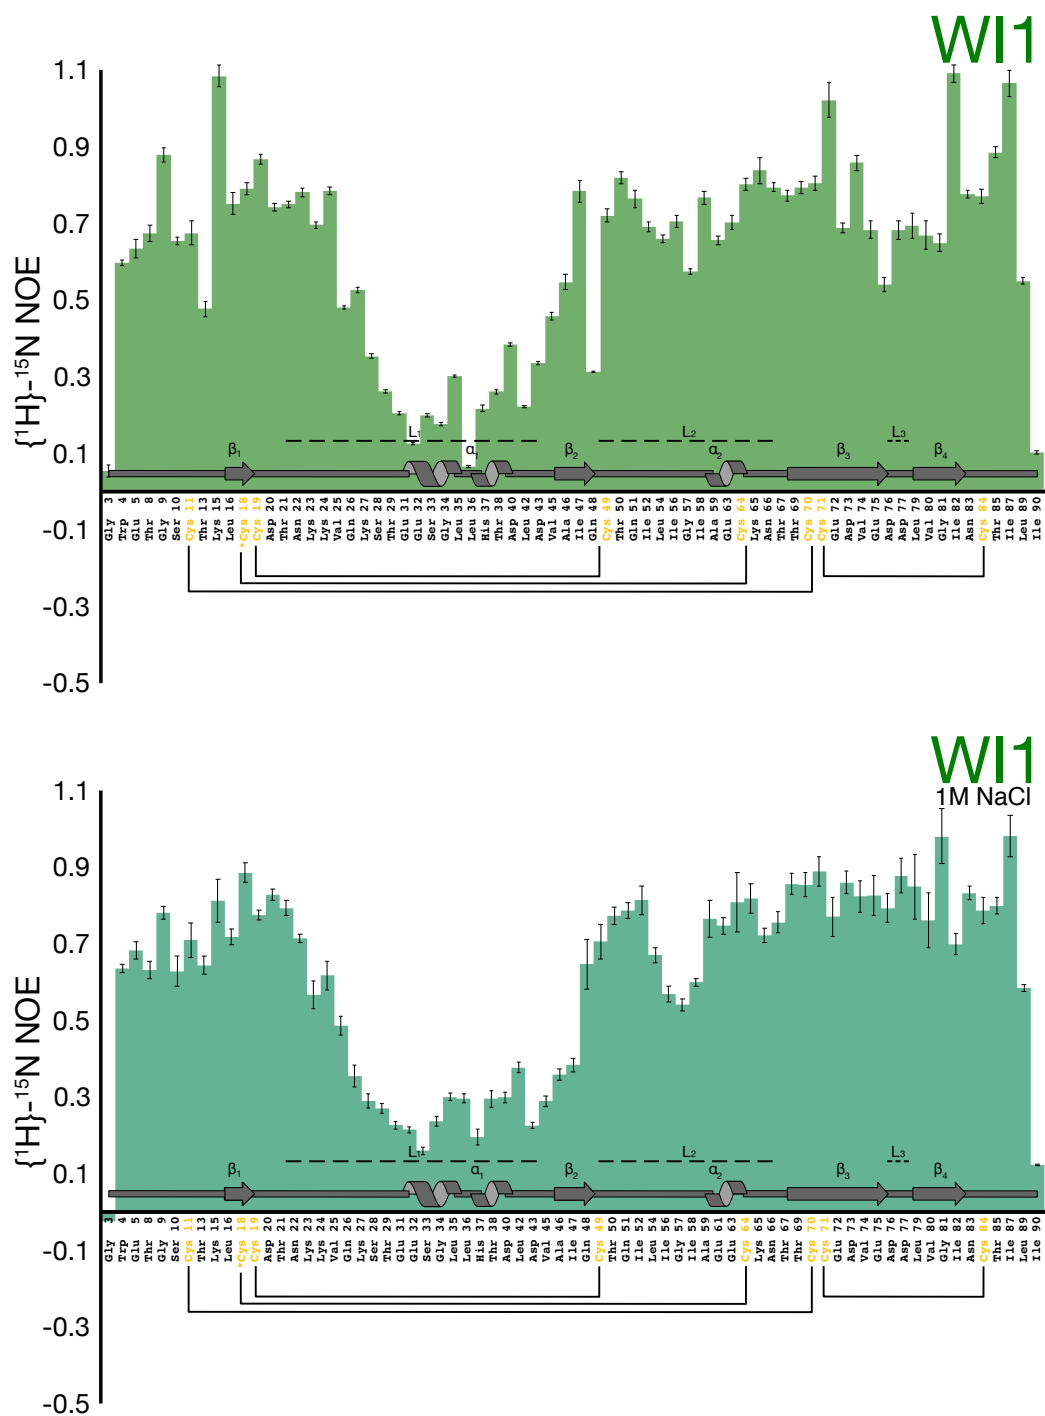 WI1
1.1
0.9
0.7
0.5
0.3
0.1
-0.1
-0.3
-0.5
{¹H}-¹⁵N NOE
β₁
L₁
α₁
β₂
L₂
α₂
β₃
L₃
β₄
Gly 3
Trp 4
Glu 5
Thr 8
Gly 9
Ser 10
Cys 11
Thr 13
Lys 15
Leu 16
*Cys 18
Cys 19
Asp 20
Thr 21
Asn 22
Lys 23
Lys 24
Val 25
Gln 26
Lys 27
Ser 28
Thr 29
Glu 31
Glu 32
Ser 33
Gly 34
Leu 35
Leu 36
His 37
Thr 38
Asp 40
Leu 42
Asp 43
Val 45
Ala 46
Ile 47
Gln 48
Cys 49
Thr 50
Gln 51
Ile 52
Leu 54
Ile 56
Gly 57
Ile 58
Ala 59
Glu 61
Glu 63
Cys 64
Lys 65
Asn 66
Thr 67
Thr 69
Cys 70
Cys 71
Glu 72
Asp 73
Val 74
Glu 75
Asp 76
Asp 77
Leu 79
Val 80
Gly 81
Ile 82
Asn 83
Cys 84
Thr 85
Ile 87
Leu 89
Ile 90
WI1
1M NaCl
1.1
0.9
0.7
0.5
0.3
0.1
-0.1
-0.3
-0.5
{¹H}-¹⁵N NOE
β₁
L₁
α₁
β₂
L₂
α₂
β₃
L₃
β₄
Gly 3
Trp 4
Glu 5
Thr 8
Gly 9
Ser 10
Cys 11
Thr 13
Lys 15
Leu 16
*Cys 18
Cys 19
Asp 20
Thr 21
Asn 22
Lys 23
Lys 24
Val 25
Gln 26
Lys 27
Ser 28
Thr 29
Glu 31
Glu 32
Ser 33
Gly 34
Leu 35
Leu 36
His 37
Thr 38
Asp 40
Leu 42
Asp 43
Val 45
Ala 46
Ile 47
Gln 48
Cys 49
Thr 50
Gln 51
Ile 52
Leu 54
Ile 56
Gly 57
Ile 58
Ala 59
Glu 61
Glu 63
Cys 64
Lys 65
Asn 66
Thr 67
Thr 69
Cys 70
Cys 71
Glu 72
Asp 73
Val 74
Glu 75
Asp 76
Asp 77
Leu 79
Val 80
Gly 81
Ile 82
Asn 83
Cys 84
Thr 85
Ile 87
Leu 89
Ile 90